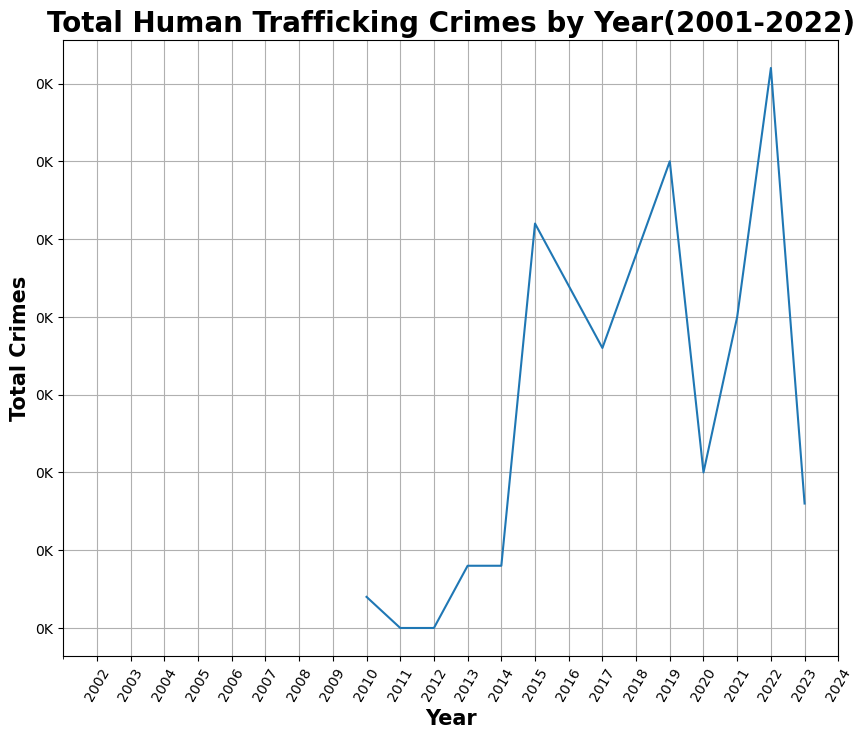 Total Human Trafficking Crimes by Year(2001-2022)
Total Crimes
0K
0K
0K
0K
0K
0K
0K
0K
2002
2003
2004
2005
2006
2007
2008
2009
2010
2011
2012
2013
2014
2015
2016
2017
2018
2019
2020
2021
2022
2023
2024
Year